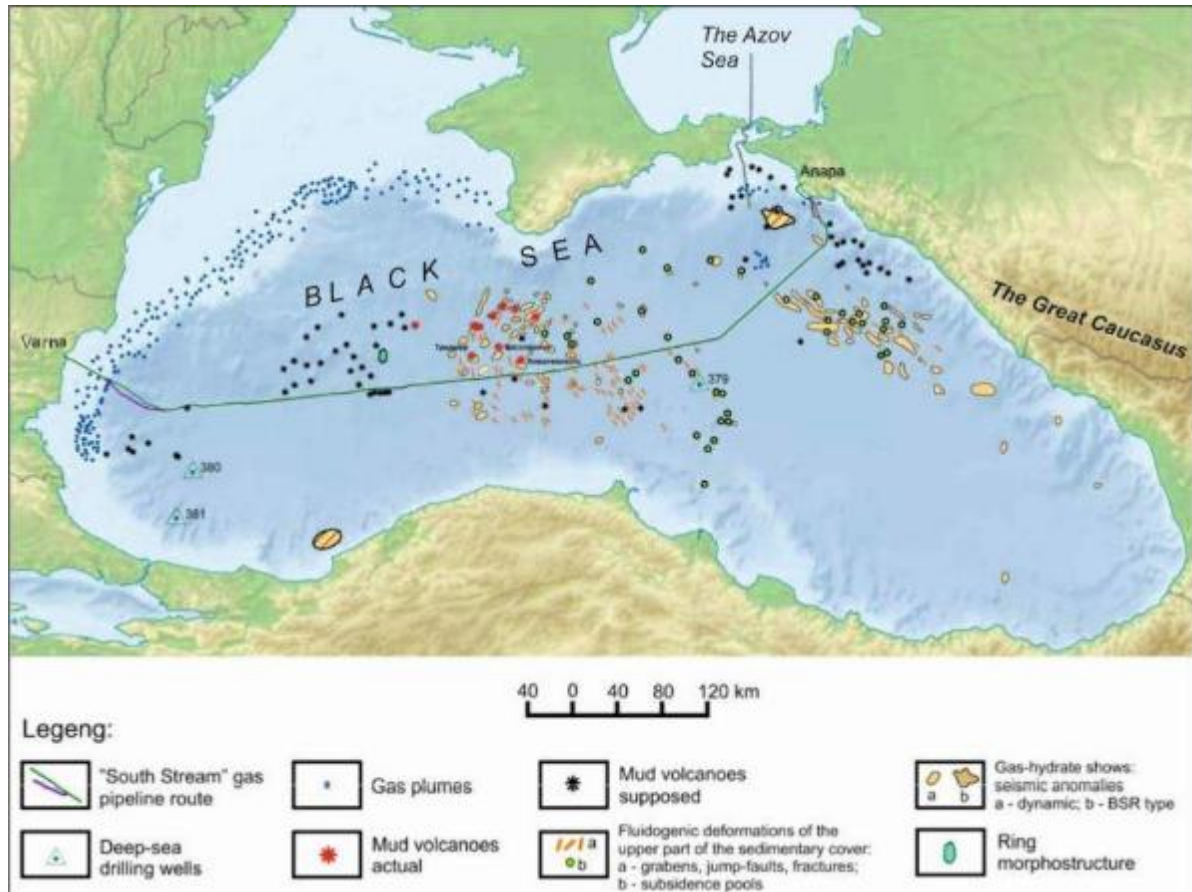 The Azov
Sea
Anapa
BLACK SEA
The Great Caucasus
Varna
379
380
381
40 0 40 80 120 km
Legeng:
"South Stream" gas
pipeline route
Gas plumes
Mud volcanoes
supposed
Gas-hydrate shows:
seismic anomalies
a - dynamic; b - BSR type
a b
Deep-sea
drilling wells
Mud volcanoes
actual
Fluidogenic deformations of the
upper part of the sedimentary cover:
a - grabens, jump-faults, fractures;
b - subsidence pools
a
b
Ring
morphostructure